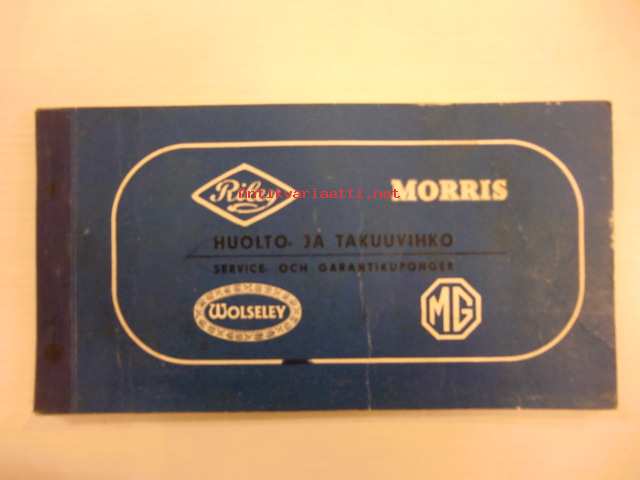 Riley MORRIS
Antikvariaatti.net
HUOLTO- JA TAKUUVIHKO
SERVICE- OCH GARANTIKUPONGER
WOLSELEY MG